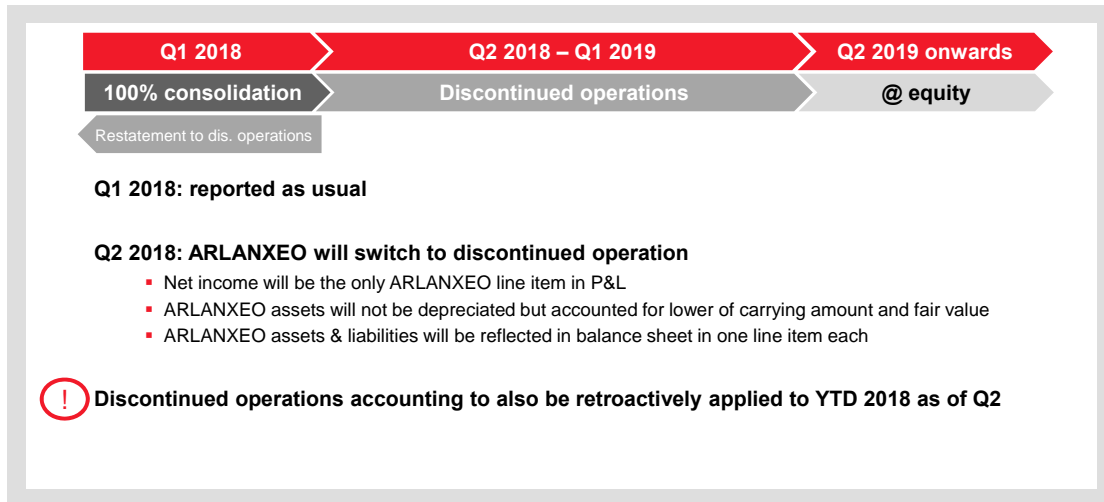 Q1 2018
Q2 2018 – Q1 2019
Q2 2019 onwards
100% consolidation
Discontinued operations
@ equity
Restatement to dis. operations
Q1 2018: reported as usual
Q2 2018: ARLANXEO will switch to discontinued operation
▪ Net income will be the only ARLANXEO line item in P&L
▪ ARLANXEO assets will not be depreciated but accounted for lower of carrying amount and fair value
▪ ARLANXEO assets & liabilities will be reflected in balance sheet in one line item each
! Discontinued operations accounting to also be retroactively applied to YTD 2018 as of Q2